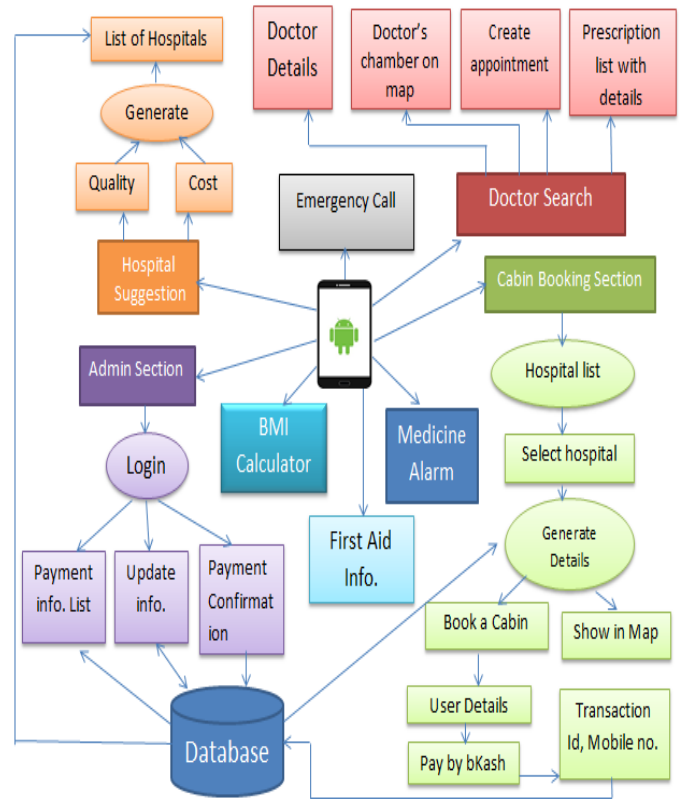 List of Hospitals
Doctor
Details
Doctor's
chamber on
map
Create
appointment
Prescription
list with
details
Generate
Quality
Cost
Emergency Call
Doctor Search
Hospital
Suggestion
Cabin Booking Section
Admin Section
Hospital list
BMI
Calculator
Medicine
Alarm
Select hospital
Login
Generate
Details
First Aid
Info.
Payment
info. List
Update
info.
Payment
Confirmat
ion
Book a Cabin
Show in Map
User Details
Transaction
Id, Mobile no.
Database
Pay by bKash